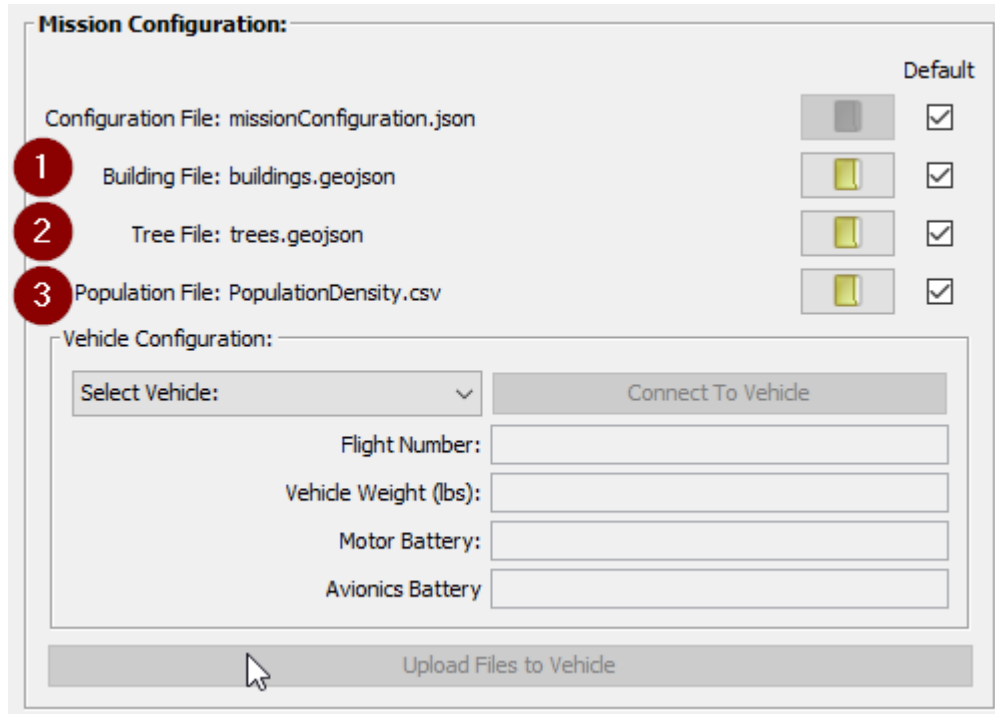 Mission Configuration:
Default
Configuration File: missionConfiguration.json
1 Building File: buildings.geojson
2 Tree File: trees.geojson
3 Population File: PopulationDensity.csv
Vehicle Configuration:
Select Vehicle: Connect To Vehicle
Flight Number:
Vehicle Weight (lbs):
Motor Battery:
Avionics Battery
Upload Files to Vehicle